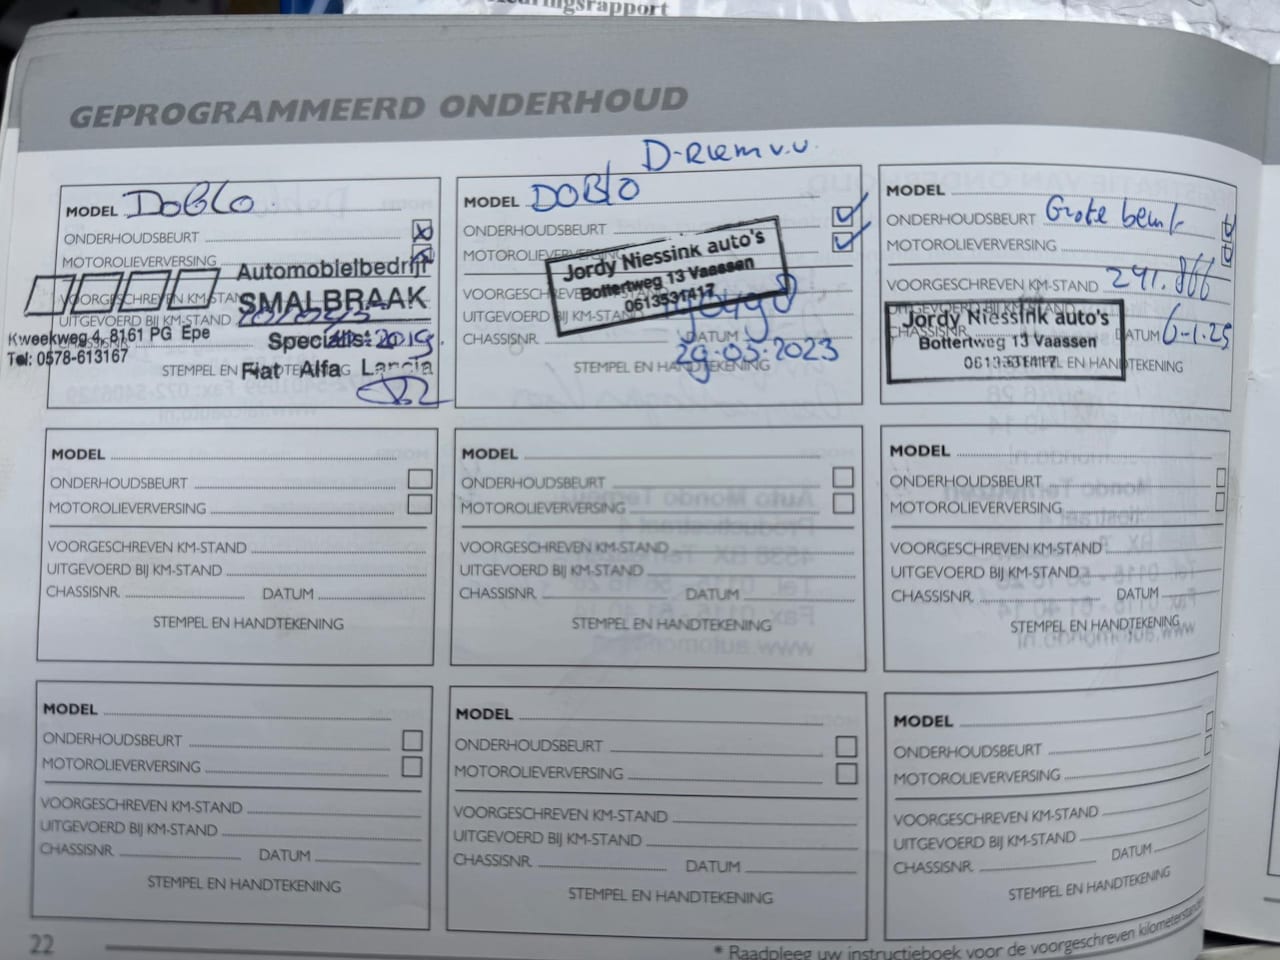 Keuringsrapport
GEPROGRAMMEERD ONDERHOUD
D-Riem v.v.
MODEL DoBlo
ONDERHOUDSBEURT
MOTOROLIEVERVERSING
Automobielbedrijf
SMALBRAAK
Specialist
Fiat Alfa Lancia
Kweekweg 4, 8161 PG Epe
Tel: 0578-613167
VOORGESCHREVEN KM-STAND
UITGEVOERD BIJ KM-STAND
2015
STEMPEL EN HANDTEKENING
MODEL DOBLO
ONDERHOUDSBEURT
MOTOROLIEVERVERSING
Jordy Niessink auto's
Bottertweg 13 Vaassen
0613531417
VOORGESCHREVEN
UITGEVOERD BIJ KM-STAND
CHASSISNR. DATUM
29-03-2023
STEMPEL EN HANDTEKENING
MODEL
ONDERHOUDSBEURT Grote beurt
MOTOROLIEVERVERSING
VOORGESCHREVEN KM-STAND 241.866
UITGEVOERD BIJ KM-STAND
Jordy Niessink auto's
Bottertweg 13 Vaassen
0613531417
CHASSISNR. DATUM 6-1-25
STEMPEL EN HANDTEKENING
MODEL
ONDERHOUDSBEURT
MOTOROLIEVERVERSING
VOORGESCHREVEN KM-STAND
UITGEVOERD BIJ KM-STAND
CHASSISNR. DATUM
STEMPEL EN HANDTEKENING
MODEL
ONDERHOUDSBEURT
MOTOROLIEVERVERSING
VOORGESCHREVEN KM-STAND
UITGEVOERD BIJ KM-STAND
CHASSISNR. DATUM
STEMPEL EN HANDTEKENING
MODEL
ONDERHOUDSBEURT
MOTOROLIEVERVERSING
VOORGESCHREVEN KM-STAND
UITGEVOERD BIJ KM-STAND
CHASSISNR. DATUM
STEMPEL EN HANDTEKENING
MODEL
ONDERHOUDSBEURT
MOTOROLIEVERVERSING
VOORGESCHREVEN KM-STAND
UITGEVOERD BIJ KM-STAND
CHASSISNR. DATUM
STEMPEL EN HANDTEKENING
MODEL
ONDERHOUDSBEURT
MOTOROLIEVERVERSING
VOORGESCHREVEN KM-STAND
UITGEVOERD BIJ KM-STAND
CHASSISNR. DATUM
STEMPEL EN HANDTEKENING
MODEL
ONDERHOUDSBEURT
MOTOROLIEVERVERSING
VOORGESCHREVEN KM-STAND
UITGEVOERD BIJ KM-STAND
CHASSISNR. DATUM
STEMPEL EN HANDTEKENING
22
* Raadpleeg uw instructieboek voor de voorgeschreven kilometerstanden